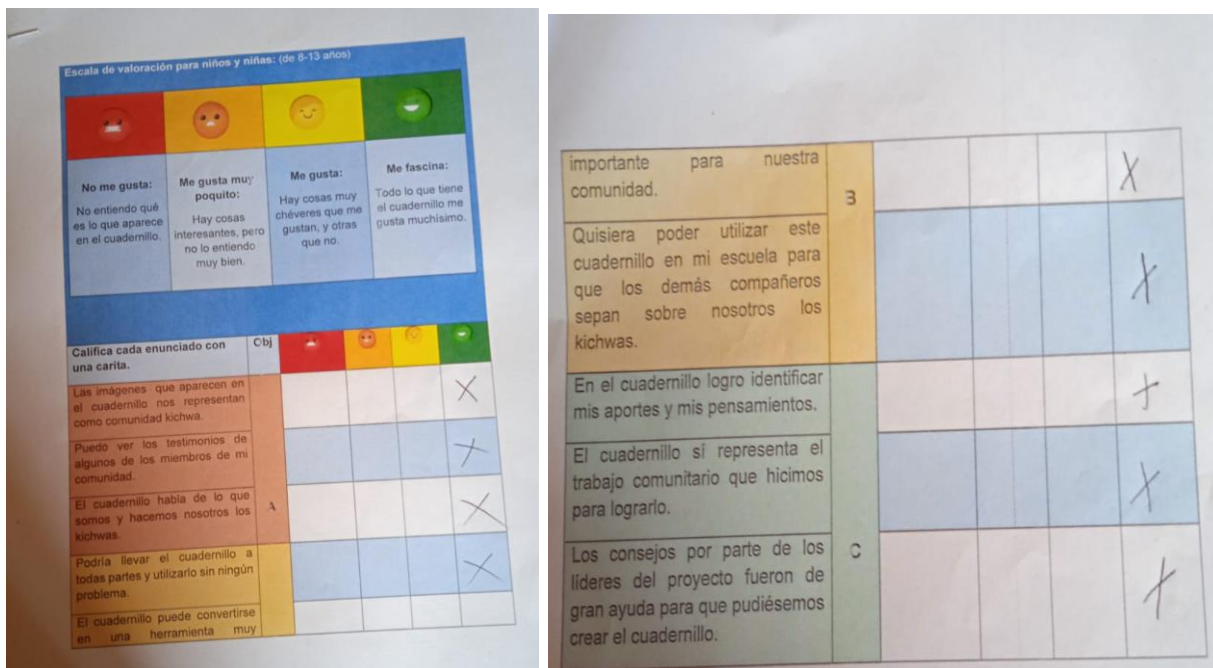 Escala de valoración para niños y niñas: (de 8-13 años)
No me gusta:
No entiendo qué
es lo que aparece
en el cuadernillo.
Me gusta muy
poquito:
Hay cosas
interesantes, pero
no lo entiendo
muy bien.
Me gusta:
Hay cosas muy
chéveres que me
gustan, y otras
que no.
Me fascina:
Todo lo que tiene
el cuadernillo me
gusta muchísimo.
Califica cada enunciado con
una carita.
Obj
Las imágenes que aparecen en
el cuadernillo nos representan
como comunidad kichwa.
X
Puedo ver los testimonios de
algunos de los miembros de mi
comunidad.
X
El cuadernillo habla de lo que
somos y hacemos nosotros los
kichwas.
A
X
Podría llevar el cuadernillo a
todas partes y utilizarlo sin ningún
problema.
X
El cuadernillo puede convertirse
en una herramienta muy
importante para nuestra
comunidad.
B
X
Quisiera poder utilizar este
cuadernillo en mi escuela para
que los demás compañeros
sepan sobre nosotros los
kichwas.
X
En el cuadernillo logro identificar
mis aportes y mis pensamientos.
X
El cuadernillo sí representa el
trabajo comunitario que hicimos
para lograrlo.
X
Los consejos por parte de los
líderes del proyecto fueron de
gran ayuda para que pudiésemos
crear el cuadernillo.
C
X